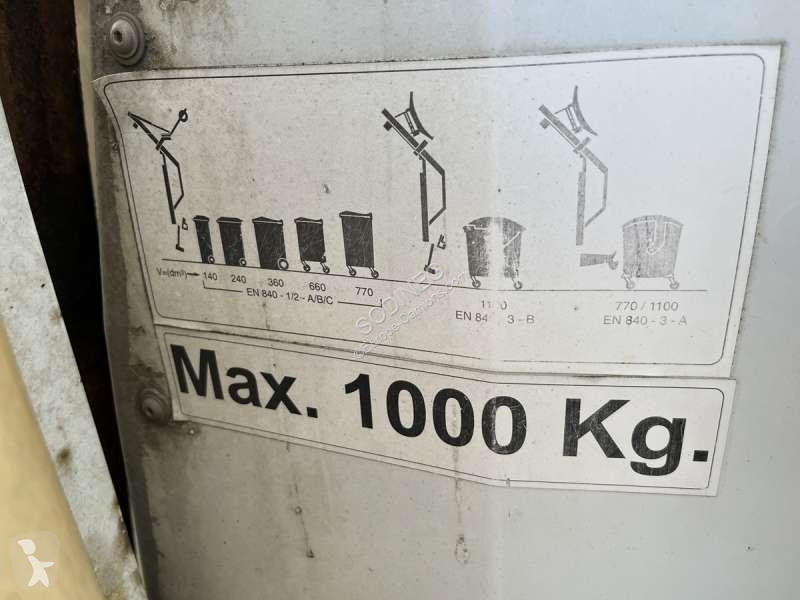 V=(dm³) 140 240 360 660 770
EN 840 - 1/2 - A/B/C
EN 84 - 3 - B
770 / 1100
EN 840 - 3 - A
Max. 1000 Kg.
SODINEG